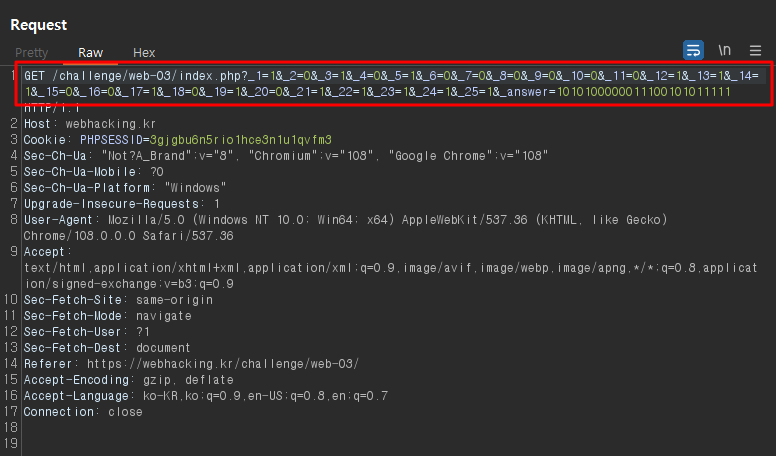 Request
Pretty Raw Hex
\n
1 GET /challenge/web-03/index.php?_1=1&_2=0&_3=1&_4=0&_5=1&_6=0&_7=0&_8=0&_9=0&_10=0&_11=0&_12=1&_13=1&_14=
1&_15=0&_16=0&_17=1&_18=0&_19=1&_20=0&_21=1&_22=1&_23=1&_24=1&_25=1&_answer=1010100000011100101011111
HTTP/1.1
2 Host: webhacking.kr
3 Cookie: PHPSESSID=3gjgbu6n5rio1hce3n1u1qvfm3
4 Sec-Ch-Ua: "Not?A_Brand";v="8", "Chromium";v="108", "Google Chrome";v="108"
5 Sec-Ch-Ua-Mobile: ?0
6 Sec-Ch-Ua-Platform: "Windows"
7 Upgrade-Insecure-Requests: 1
8 User-Agent: Mozilla/5.0 (Windows NT 10.0; Win64; x64) AppleWebKit/537.36 (KHTML, like Gecko)
Chrome/108.0.0.0 Safari/537.36
9 Accept:
text/html,application/xhtml+xml,application/xml;q=0.9,image/avif,image/webp,image/apng,*/*;q=0.8,applicat
ion/signed-exchange;v=b3;q=0.9
10 Sec-Fetch-Site: same-origin
11 Sec-Fetch-Mode: navigate
12 Sec-Fetch-User: ?1
13 Sec-Fetch-Dest: document
14 Referer: https://webhacking.kr/challenge/web-03/
15 Accept-Encoding: gzip, deflate
16 Accept-Language: ko-KR,ko;q=0.9,en-US;q=0.8,en;q=0.7
17 Connection: close
18
19